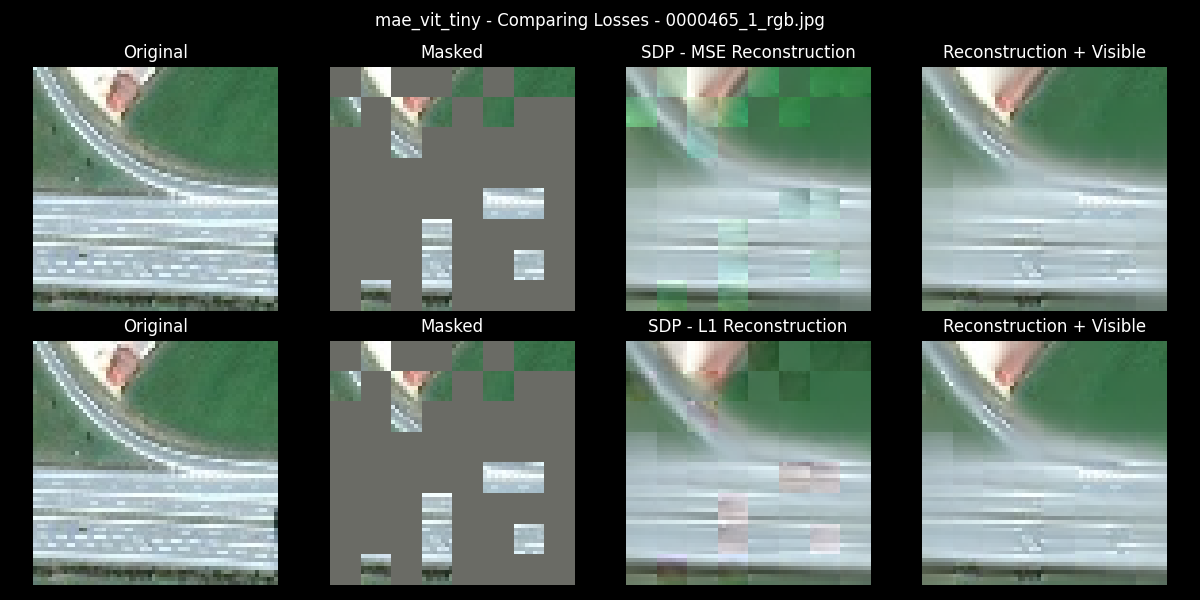 mae_vit_tiny - Comparing Losses - 0000465_1_rgb.jpg
Original
Masked
SDP - MSE Reconstruction
Reconstruction + Visible
Original
Masked
SDP - L1 Reconstruction
Reconstruction + Visible